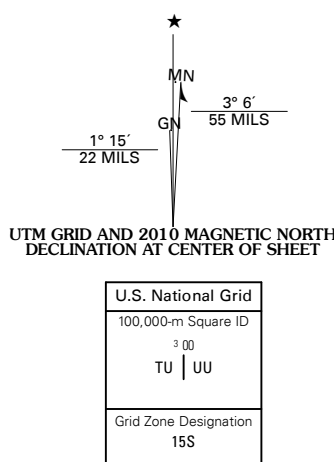 ★
MN
GN
3° 6´
55 MILS
1° 15´
22 MILS
UTM GRID AND 2010 MAGNETIC NORTH
DECLINATION AT CENTER OF SHEET
U.S. National Grid
100,000-m Square ID
3 00
TU | UU
Grid Zone Designation
15S